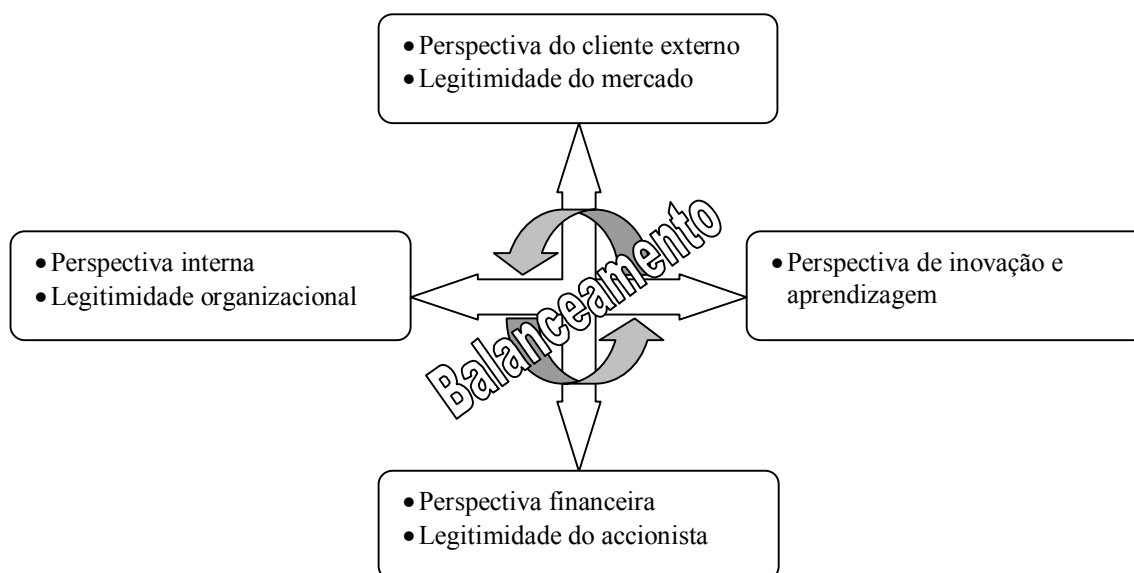 • Perspectiva do cliente externo
• Legitimidade do mercado
• Perspectiva interna
• Legitimidade organizacional
Balanceamento
• Perspectiva de inovação e
aprendizagem
• Perspectiva financeira
• Legitimidade do accionista